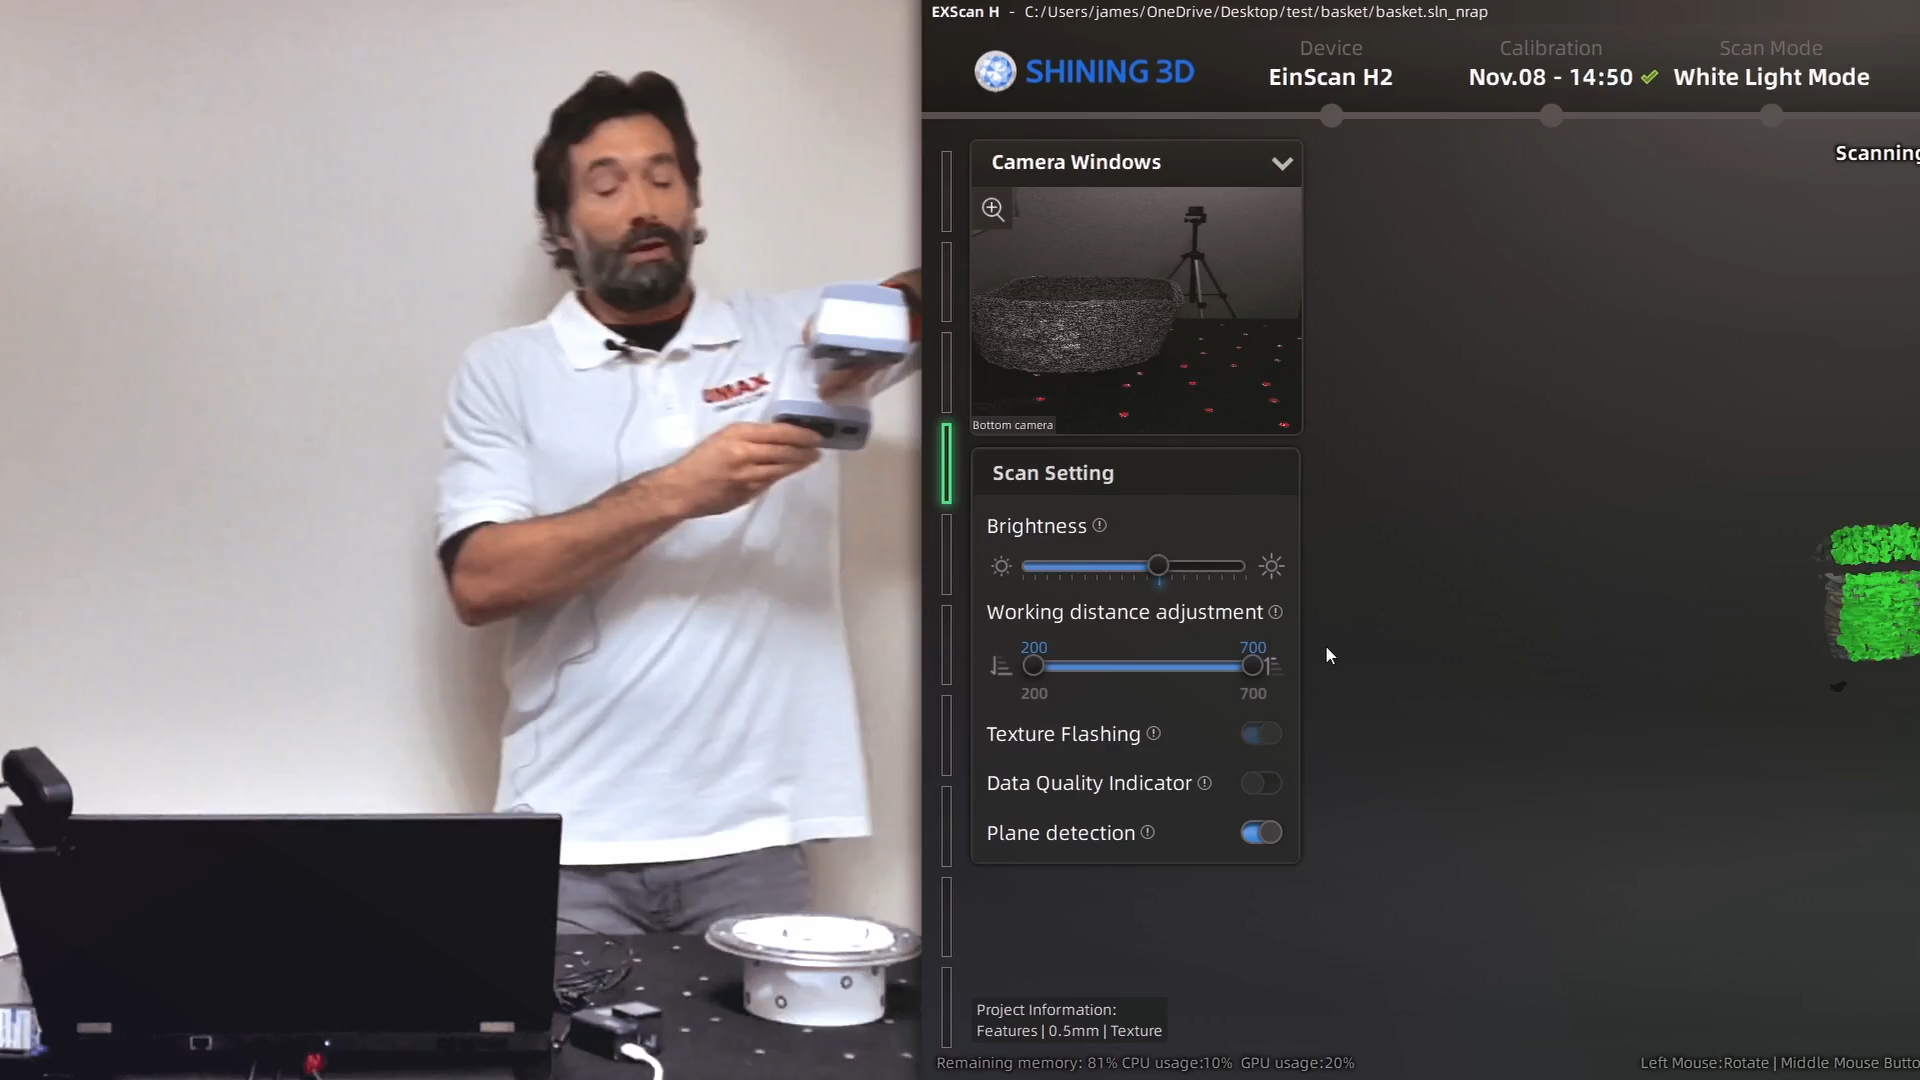 EXScan H - C:/Users/james/OneDrive/Desktop/test/basket/basket.sln_nrap
SHINING 3D
Device
EinScan H2
Calibration
Nov.08 - 14:50
Scan Mode
White Light Mode
Scanning
Camera Windows
Bottom camera
Scan Setting
Brightness
Working distance adjustment
200 700
200 700
Texture Flashing
Data Quality Indicator
Plane detection
Project Information:
Features | 0.5mm | Texture
Remaining memory: 81% CPU usage:10% GPU usage:20%
Left Mouse:Rotate | Middle Mouse Butto